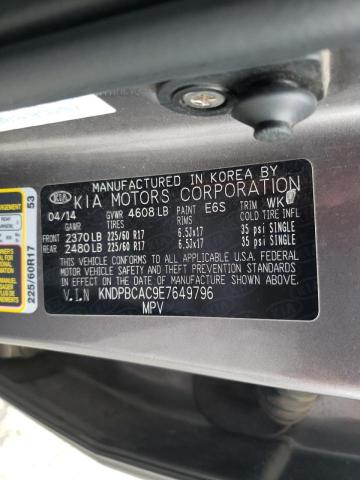 MANUFACTURED IN KOREA BY
KIA KIA MOTORS CORPORATION
04/14 GVWR 4608 LB PAINT E6S TRIM WK
GAWR TIRES RIMS COLD TIRE INFL
FRONT 2370 LB 225/60 R17 6.5Jx17 35 psi SINGLE
REAR 2480 LB 225/60 R17 6.5Jx17 35 psi SINGLE
THIS VEHICLE CONFORMS TO ALL APPLICABLE U.S.A. FEDERAL
MOTOR VEHICLE SAFETY, BUMPER, AND THEFT PREVENTION
STANDARDS IN EFFECT ON THE DATE OF MANUFACTURE SHOWN ABOVE.
V.I.N KNDPBCAC9E7649796
MPV
53
225/60R17